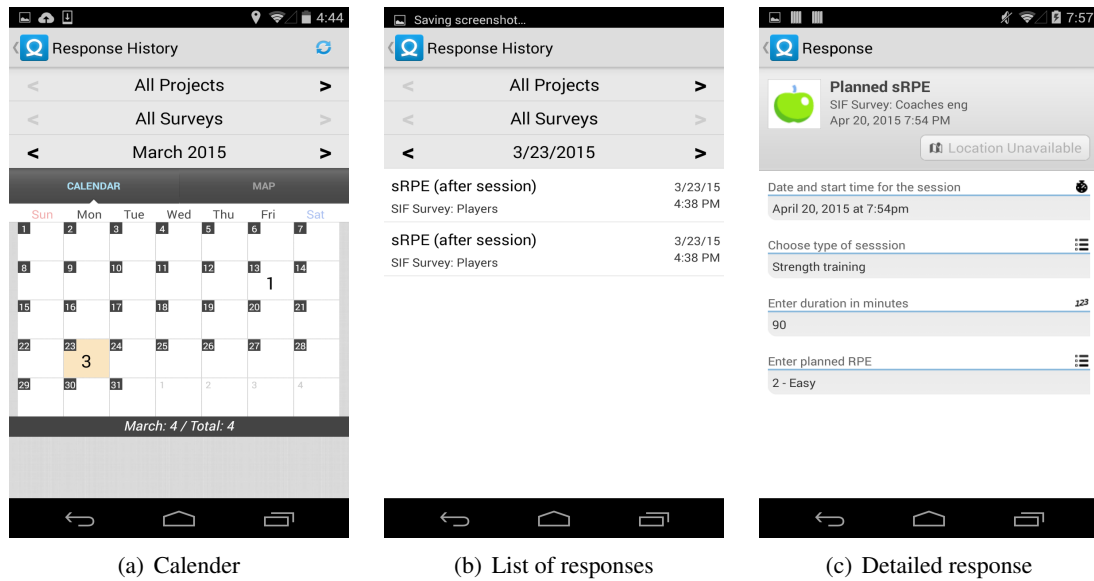 4:44
Response History
< All Projects >
< All Surveys >
< March 2015 >
CALENDAR MAP
Sun Mon Tue Wed Thu Fri Sat
1 2 3 4 5 6 7
8 9 10 11 12 13 14
1
15 16 17 18 19 20 21
22 23 24 25 26 27 28
3
29 30 31 1 2 3 4
March: 4 / Total: 4
(a) Calender
Saving screenshot...
Response History
< All Projects >
< All Surveys >
< 3/23/2015 >
sRPE (after session) 3/23/15
SIF Survey: Players 4:38 PM
sRPE (after session) 3/23/15
SIF Survey: Players 4:38 PM
(b) List of responses
7:57
Response
Planned sRPE
SIF Survey: Coaches eng
Apr 20, 2015 7:54 PM
Location Unavailable
Date and start time for the session
April 20, 2015 at 7:54pm
Choose type of sesssion
Strength training
Enter duration in minutes 123
90
Enter planned RPE
2 - Easy
(c) Detailed response